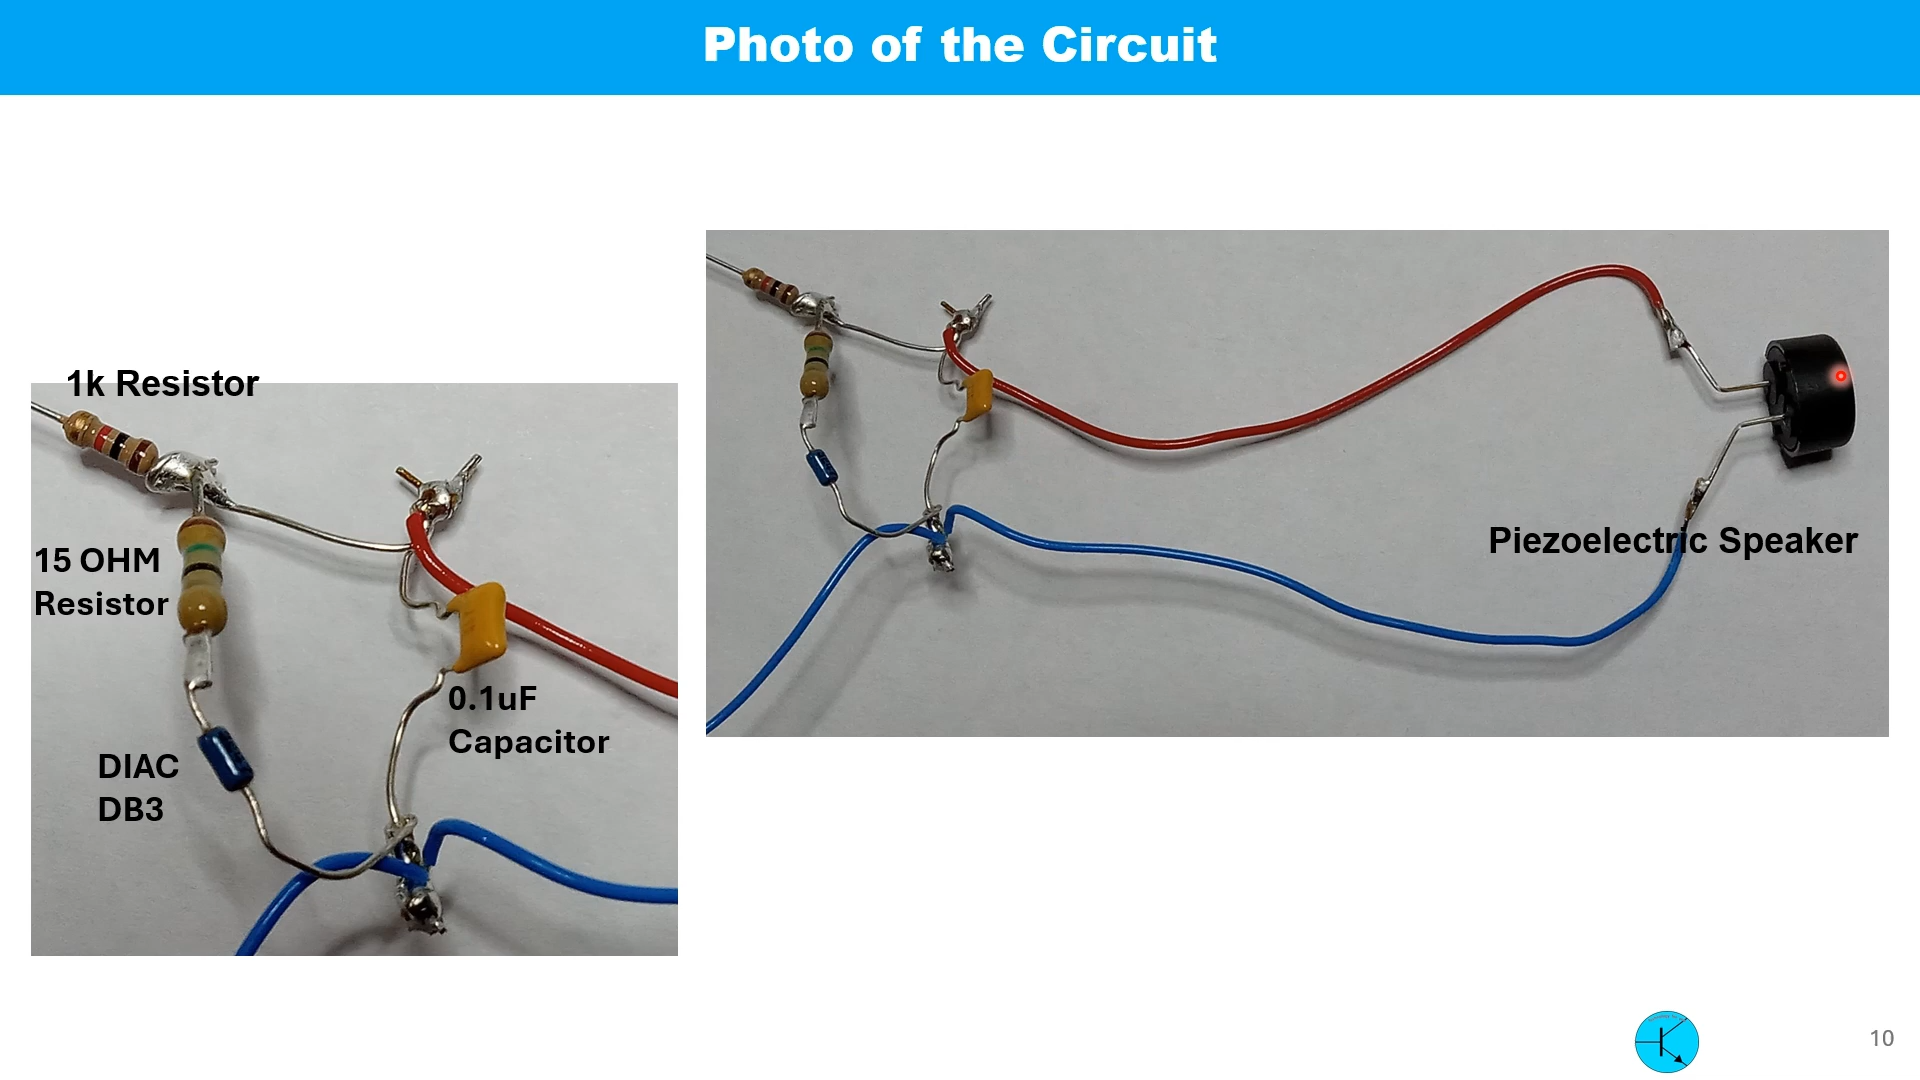 Photo of the Circuit
1k Resistor
15 OHM
Resistor
0.1uF
Capacitor
DIAC
DB3
Piezoelectric Speaker
10